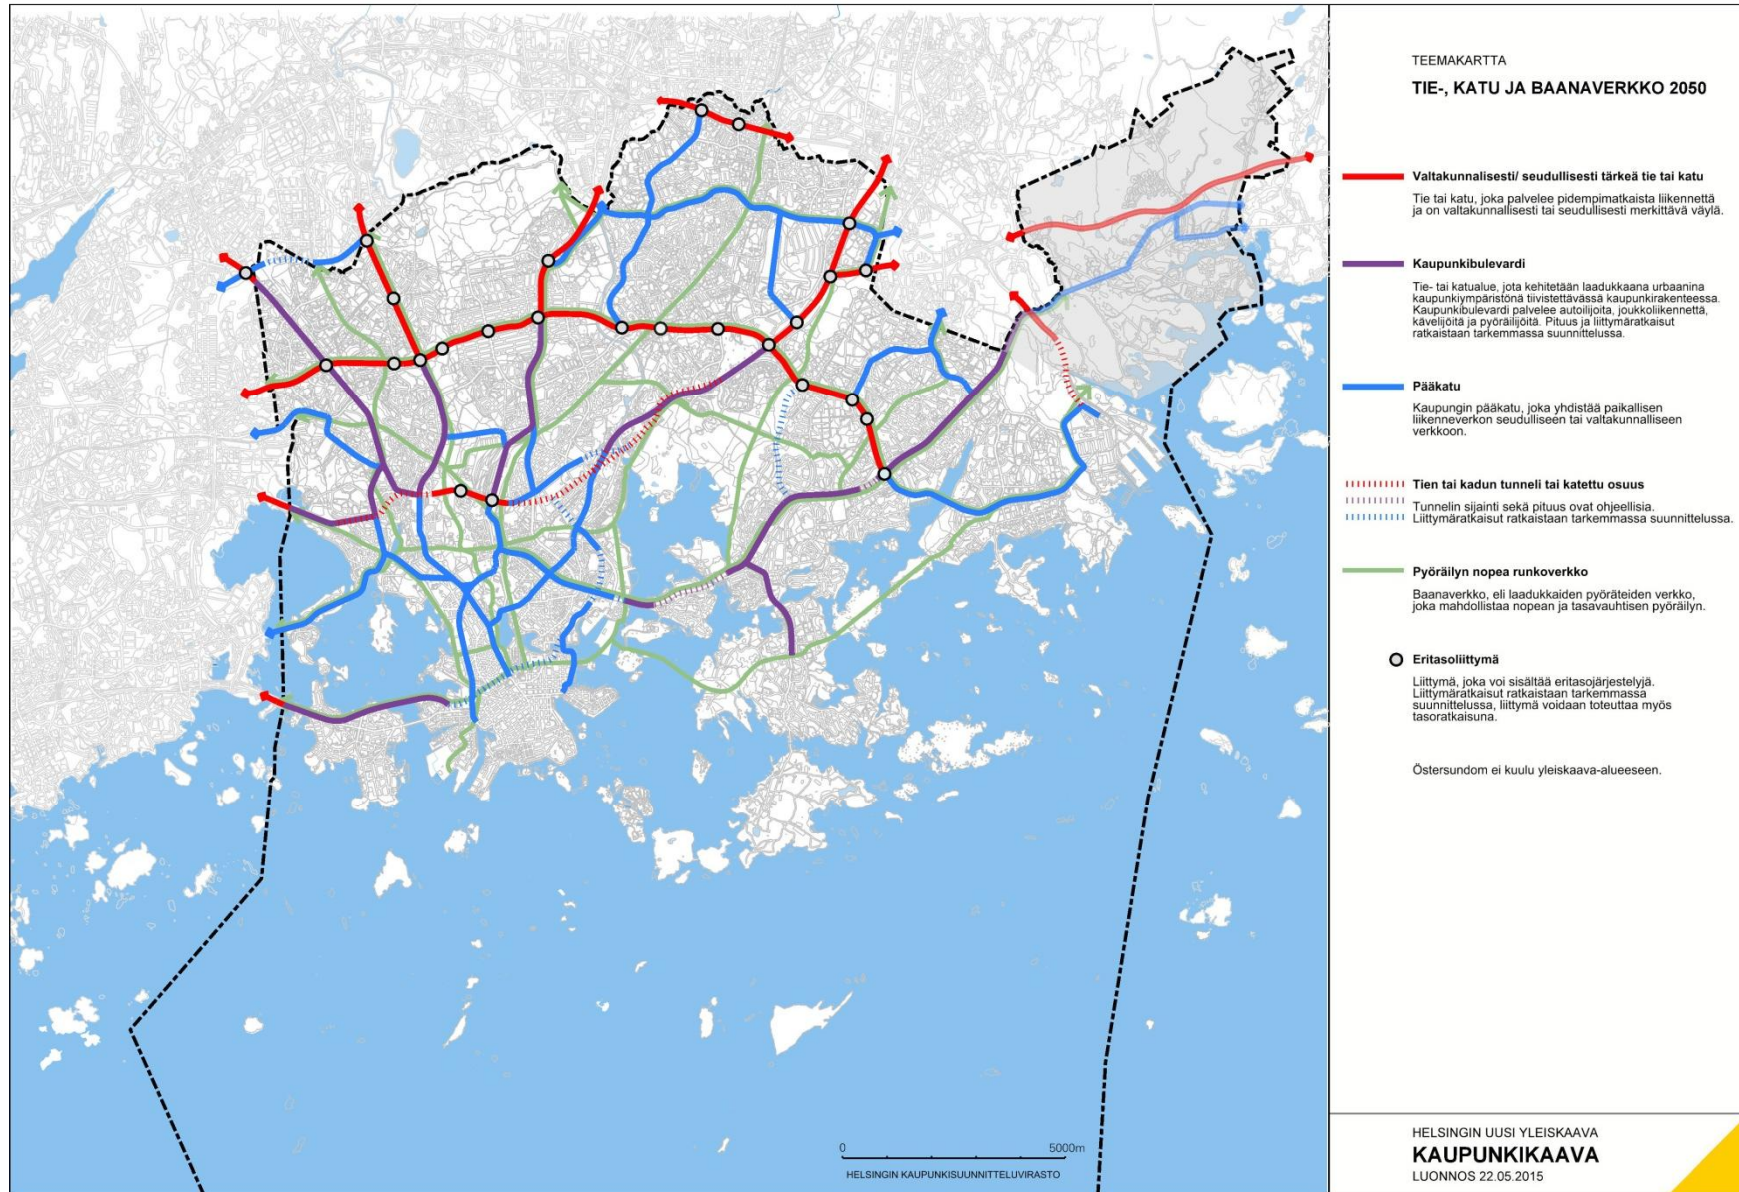 TEEMAKARTTA
TIE-, KATU JA BAANAVERKKO 2050
Valtakunnalisesti/ seudullisesti tärkeä tie tai katu
Tie tai katu, joka palvelee pidempimatkaista liikennettä
ja on valtakunnallisesti tai seudullisesti merkittävä väylä.
Kaupunkibulevardi
Tie- tai katualue, jota kehitetään laadukkaana urbaanina
kaupunkiympäristönä tiivistettävässä kaupunkirakenteessa.
Kaupunkibulevardi palvelee autoilijoita, joukkoliikennettä,
kävelijöitä ja pyöräilijöitä. Pituus ja liittymäratkaisut
ratkaistaan tarkemmassa suunnittelussa.
Pääkatu
Kaupungin pääkatu, joka yhdistää paikallisen
liikenneverkon seudulliseen tai valtakunnalliseen
verkkoon.
Tien tai kadun tunneli tai katettu osuus
Tunnelin sijainti sekä pituus ovat ohjeellisia.
Liittymäratkaisut ratkaistaan tarkemmassa suunnittelussa.
Pyöräilyn nopea runkoverkko
Baanaverkko, eli laadukkaiden pyöräteiden verkko,
joka mahdollistaa nopean ja tasavauhtisen pyöräilyn.
Eritasoliittymä
Liittymä, joka voi sisältää eritasojärjestelyjä.
Liittymäratkaisut ratkaistaan tarkemmassa
suunnittelussa, liittymä voidaan toteuttaa myös
tasoratkaisuna.
Östersundom ei kuulu yleiskaava-alueeseen.
0 5000m
HELSINGIN KAUPUNKISUUNNITTELUVIRASTO
HELSINGIN UUSI YLEISKAAVA
KAUPUNKIKAAVA
LUONNOS 22.05.2015